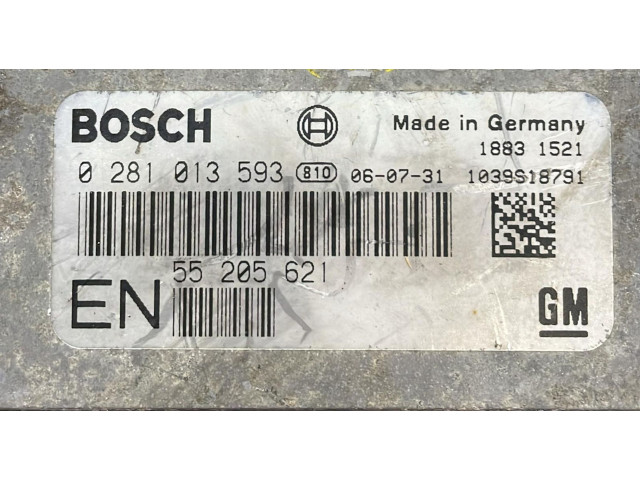 BOSCH Made in Germany
1883 1521
0 281 013 593 810 06-07-31 1039S18791
55 205 621
EN GM